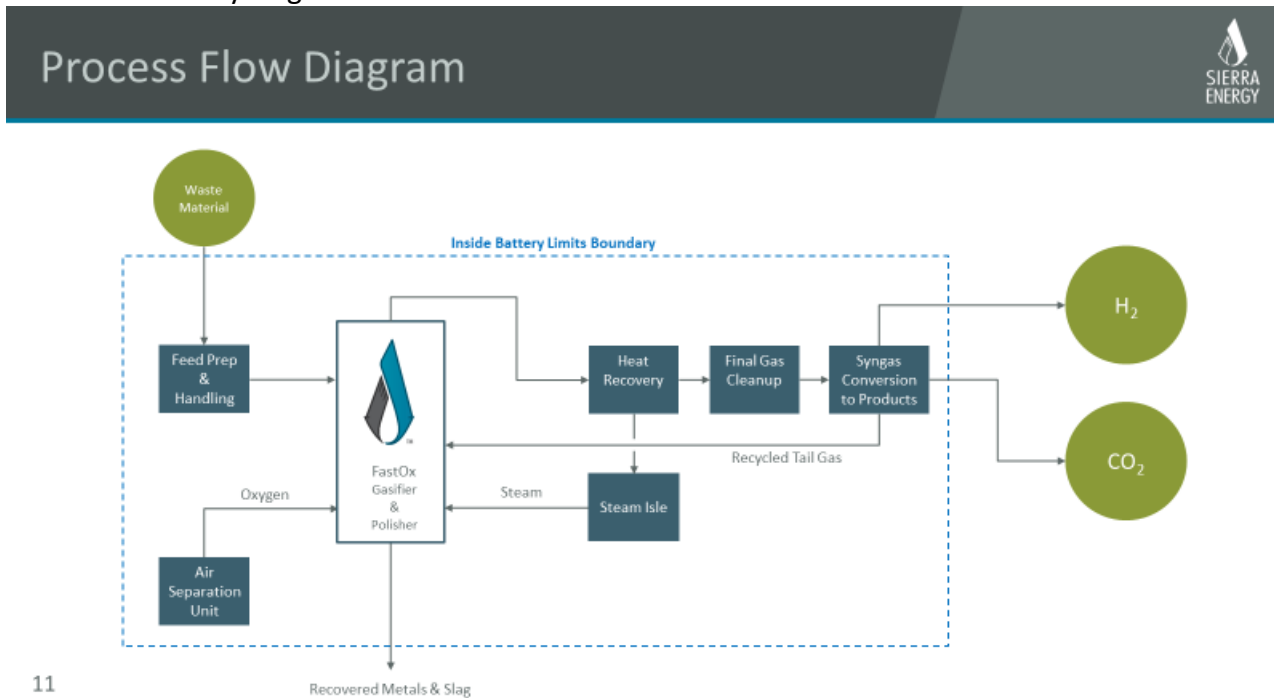 Process Flow Diagram
SIERRA
ENERGY
Waste
Material
Inside Battery Limits Boundary
H₂
Feed Prep
&
Handling
Heat
Recovery
Final Gas
Cleanup
Syngas
Conversion
to Products
™
FastOx
Gasifier
&
Polisher
Recycled Tail Gas
CO₂
Oxygen
Steam
Steam Isle
Air
Separation
Unit
11
Recovered Metals & Slag